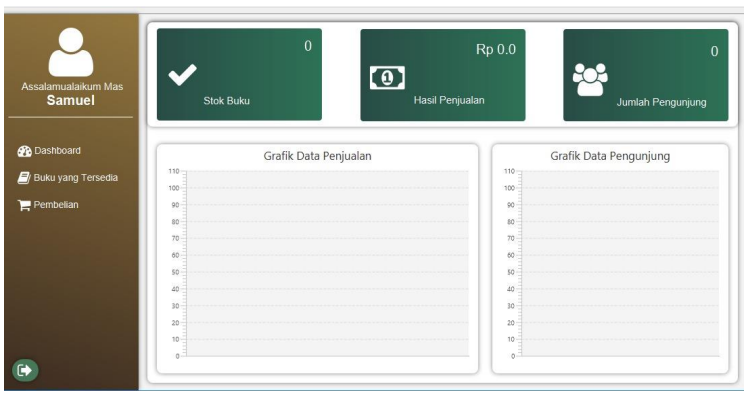 Assalamualaikum Mas
Samuel
Dashboard
Buku yang Tersedia
Pembelian
0
Stok Buku
Rp 0.0
1
Hasil Penjualan
0
Jumlah Pengunjung
Grafik Data Penjualan
110
100
90
80
70
60
50
40
30
20
10
0
Grafik Data Pengunjung
110
100
90
80
70
60
50
40
30
20
10
0